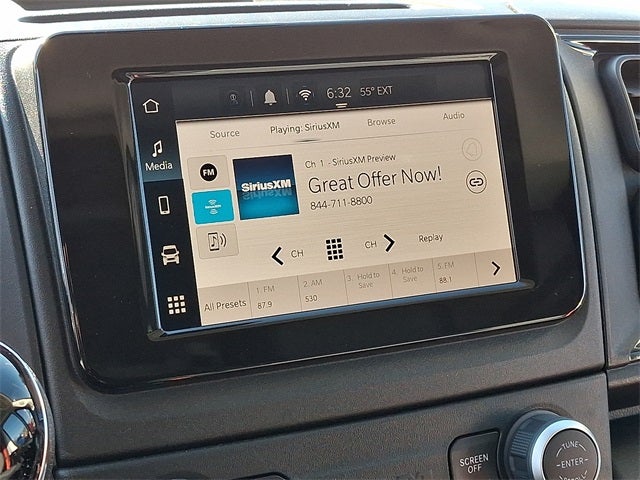 6:32 55° EXT
Source Playing: SiriusXM Browse Audio
Media
FM
SiriusXM
Ch 1 - SiriusXM Preview
Great Offer Now!
844-711-8800
CH CH Replay
All Presets
1. FM
87.9
2. AM
530
3. Hold to
Save
4. Hold to
Save
5. FM
88.1
SCREEN
OFF
TUNE
ENTER